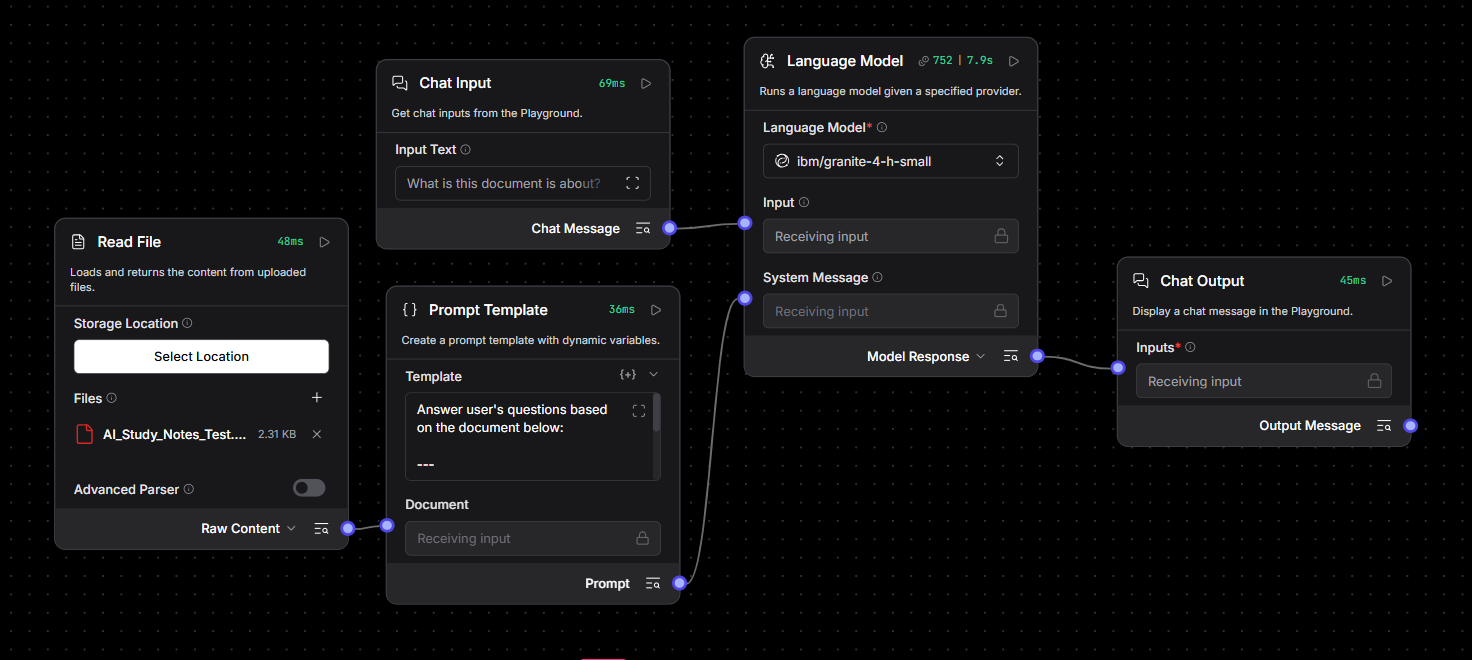 Read File
48ms
Loads and returns the content from uploaded
files.
Storage Location
Select Location
Files
AI_Study_Notes_Test....
2.31 KB
Advanced Parser
Raw Content
Chat Input
69ms
Get chat inputs from the Playground.
Input Text
What is this document is about?
Chat Message
{ } Prompt Template
36ms
Create a prompt template with dynamic variables.
Template
{+}
Answer user's questions based
on the document below:
---
Document
Receiving input
Prompt
Language Model
752 | 7.9s
Runs a language model given a specified provider.
Language Model*
ibm/granite-4-h-small
Input
Receiving input
System Message
Receiving input
Model Response
Chat Output
45ms
Display a chat message in the Playground.
Inputs*
Receiving input
Output Message